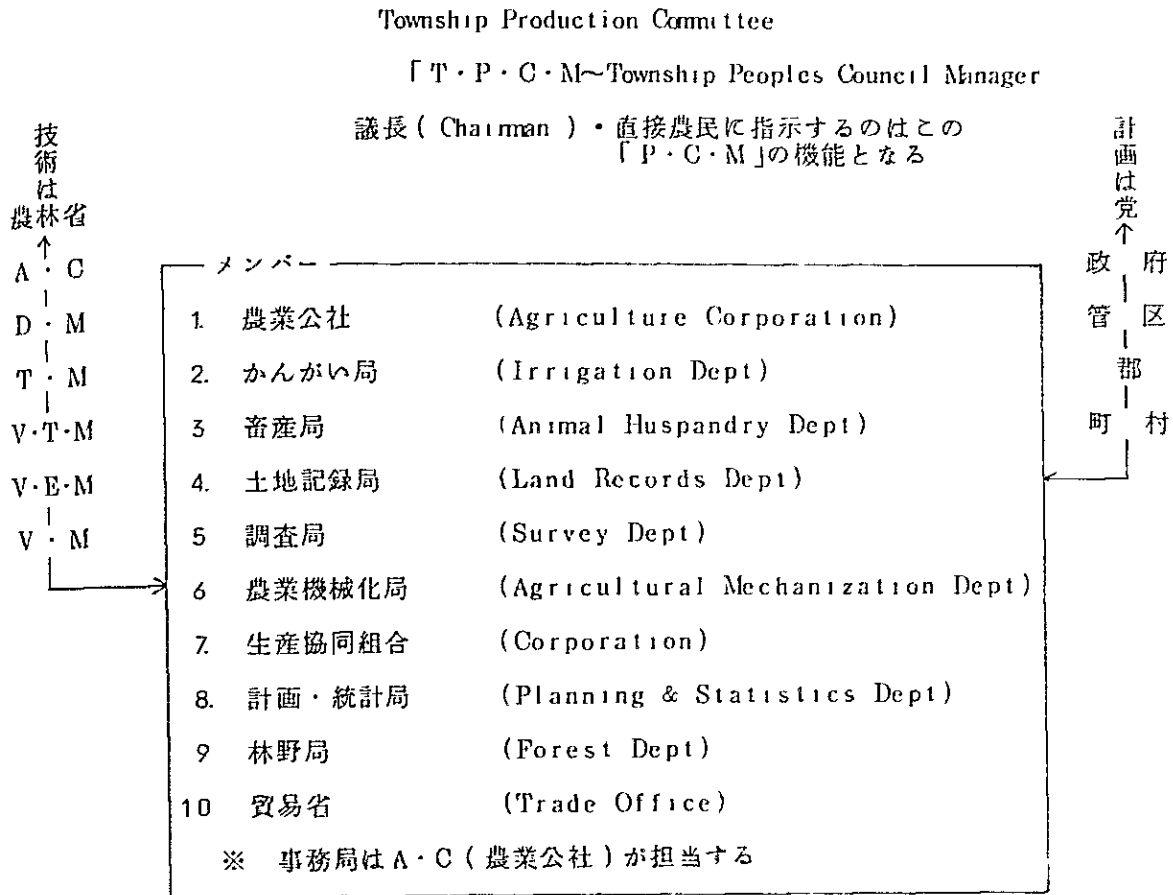 Township Production Committee
「T・P・C・M～Township Peoples Council Manager
議長(Chairman)・直接農民に指示するのはこの
「P・C・M」の機能となる
技術は
農林省
↑
A・C
D・M
T・M
V・T・M
V・E・M
V・M
メンバー
1. 農業公社 (Agriculture Corporation)
2. かんがい局 (Irrigation Dept)
3 畜産局 (Animal Huspandry Dept)
4. 土地記録局 (Land Records Dept)
5 調査局 (Survey Dept)
6 農業機械化局 (Agricultural Mechanization Dept)
7. 生産協同組合 (Corporation)
8. 計画・統計局 (Planning & Statistics Dept)
9 林野局 (Forest Dept)
10 貿易省 (Trade Office)
※ 事務局はA・C(農業公社)が担当する
計画は党
↑
政府
管区
郡
町村